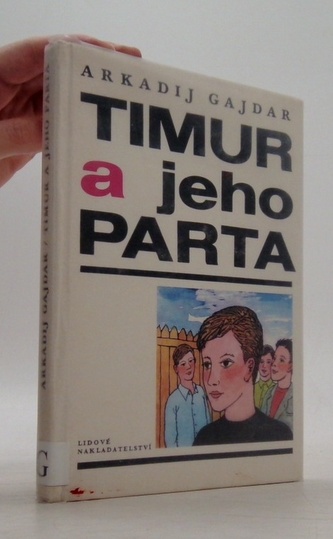 ARKADIJ GAJDAR
TIMUR
a jeho
PARTA
LIDOVÉ
NAKLADATELSTVÍ
ARKADIJ GAJDAR / TIMUR A JEHO PARTA
G